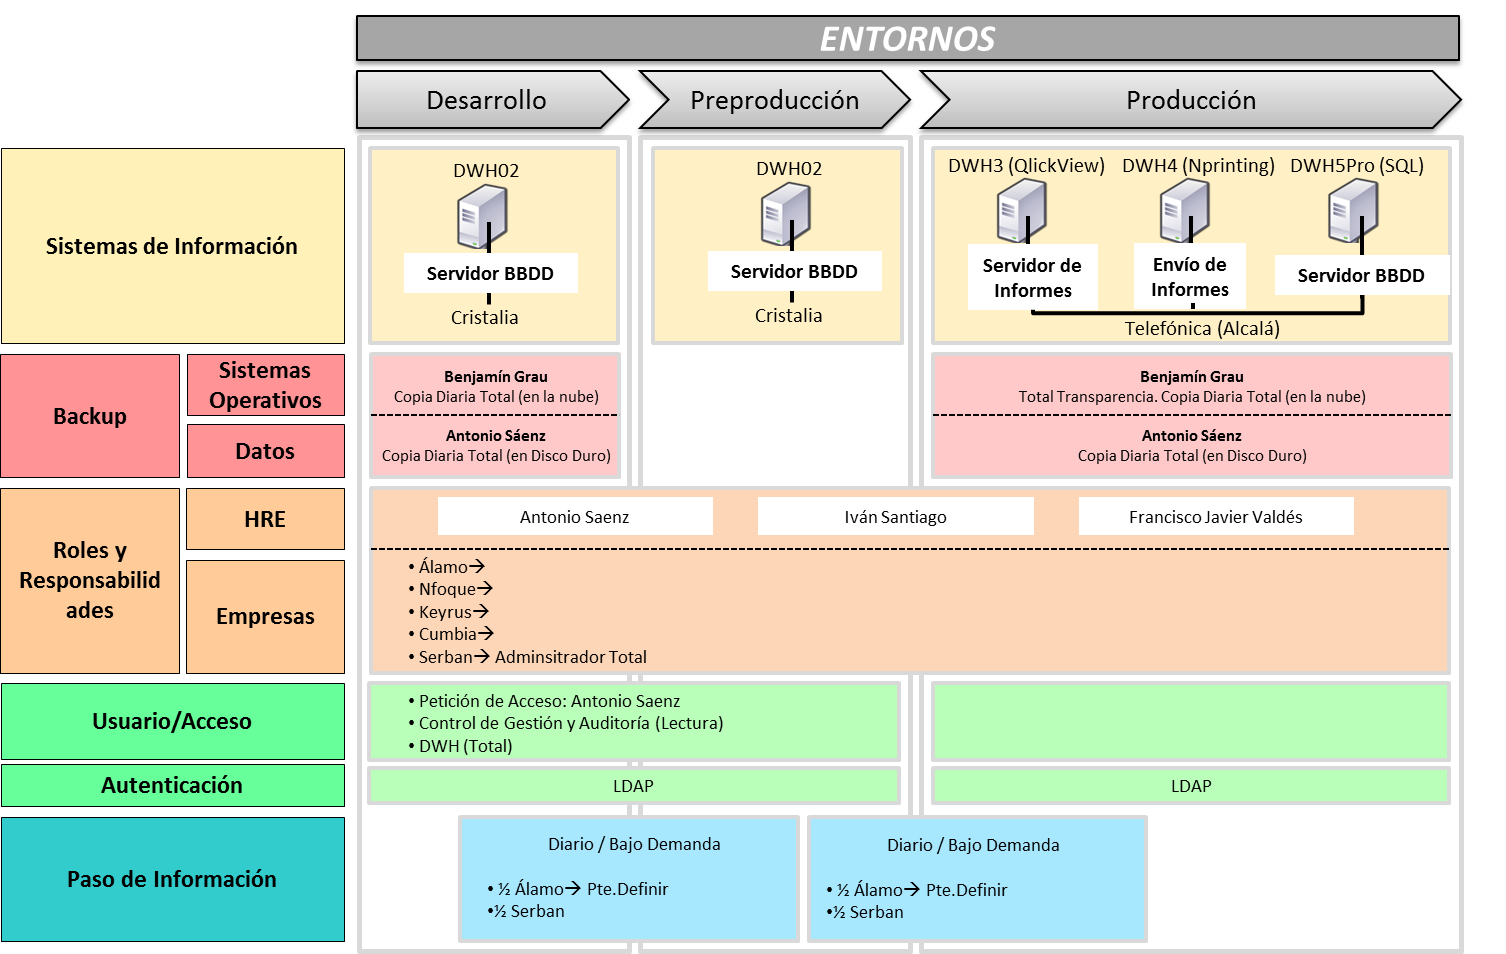 ENTORNOS
Desarrollo
Preproducción
Producción
Sistemas de Información
DWH02
Servidor BBDD
Cristalia
DWH02
Servidor BBDD
Cristalia
DWH3 (QlickView)
DWH4 (Nprinting)
DWH5Pro (SQL)
Servidor de
Informes
Envío de
Informes
Servidor BBDD
Telefónica (Alcalá)
Backup
Sistemas
Operativos
Datos
Benjamín Grau
Copia Diaria Total (en la nube)
Antonio Sáenz
Copia Diaria Total (en Disco Duro)
Benjamín Grau
Total Transparencia. Copia Diaria Total (en la nube)
Antonio Sáenz
Copia Diaria Total (en Disco Duro)
Roles y
Responsabilid
ades
HRE
Empresas
Antonio Saenz
Iván Santiago
Francisco Javier Valdés
• Álamo→
• Nfoque→
• Keyrus→
• Cumbia→
• Serban→ Adminsitrador Total
Usuario/Acceso
• Petición de Acceso: Antonio Saenz
• Control de Gestión y Auditoría (Lectura)
• DWH (Total)
Autenticación
LDAP
LDAP
Paso de Información
Diario / Bajo Demanda
• ½ Álamo→ Pte.Definir
•½ Serban
Diario / Bajo Demanda
• ½ Álamo→ Pte.Definir
•½ Serban